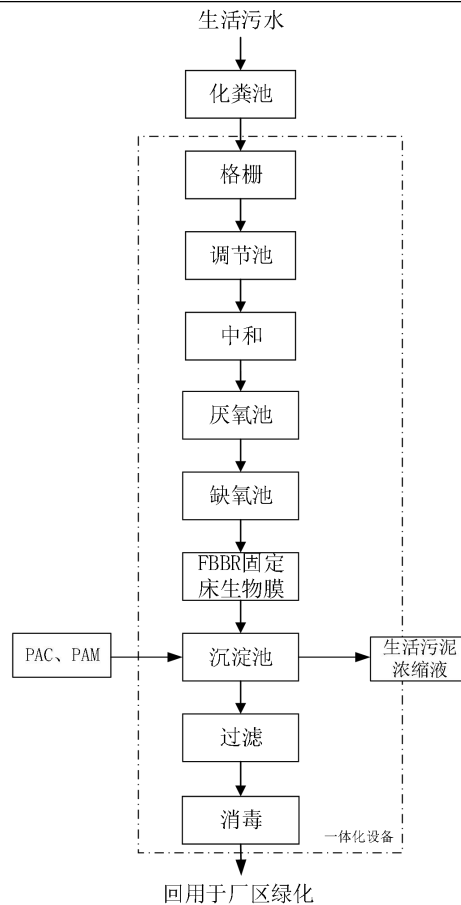 生活污水
化粪池
格栅
调节池
中和
厌氧池
缺氧池
FBBR固定
床生物膜
PAC、PAM
沉淀池
生活污泥
浓缩液
过滤
消毒
一体化设备
回用于厂区绿化